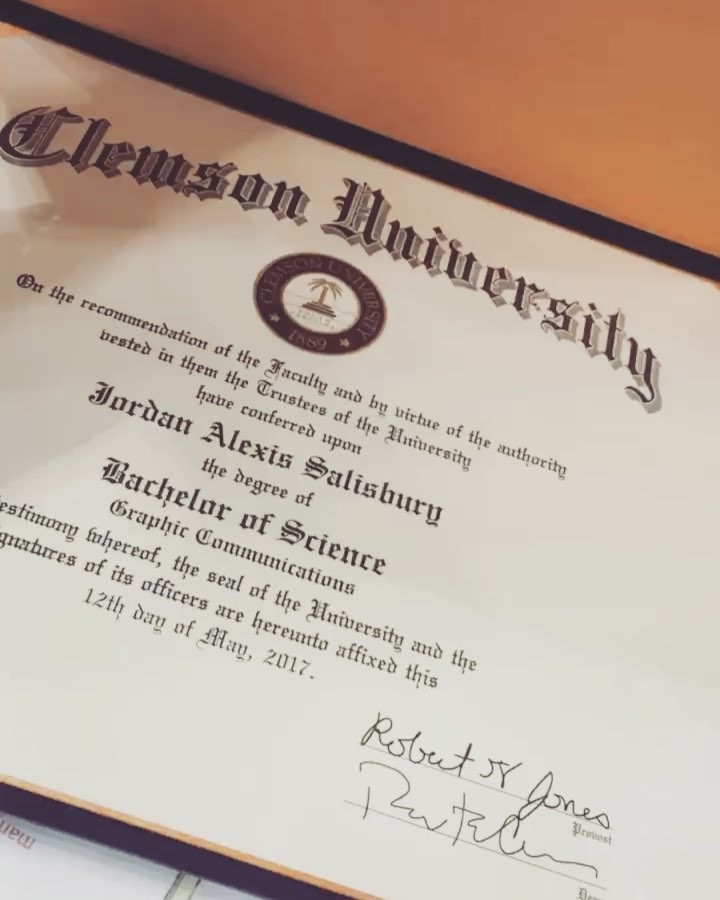 Clemson University
CLEMSON UNIVERSITY
1889
On the recommendation of the Faculty and by virtue of the authority
vested in them the Trustees of the University
have conferred upon
Jordan Alexis Salisbury
the degree of
Bachelor of Science
Graphic Communications
estimony whereof, the seal of the University and the
gnatures of its officers are hereunto affixed this
12th day of May, 2017.
Robert H Jones
Provost